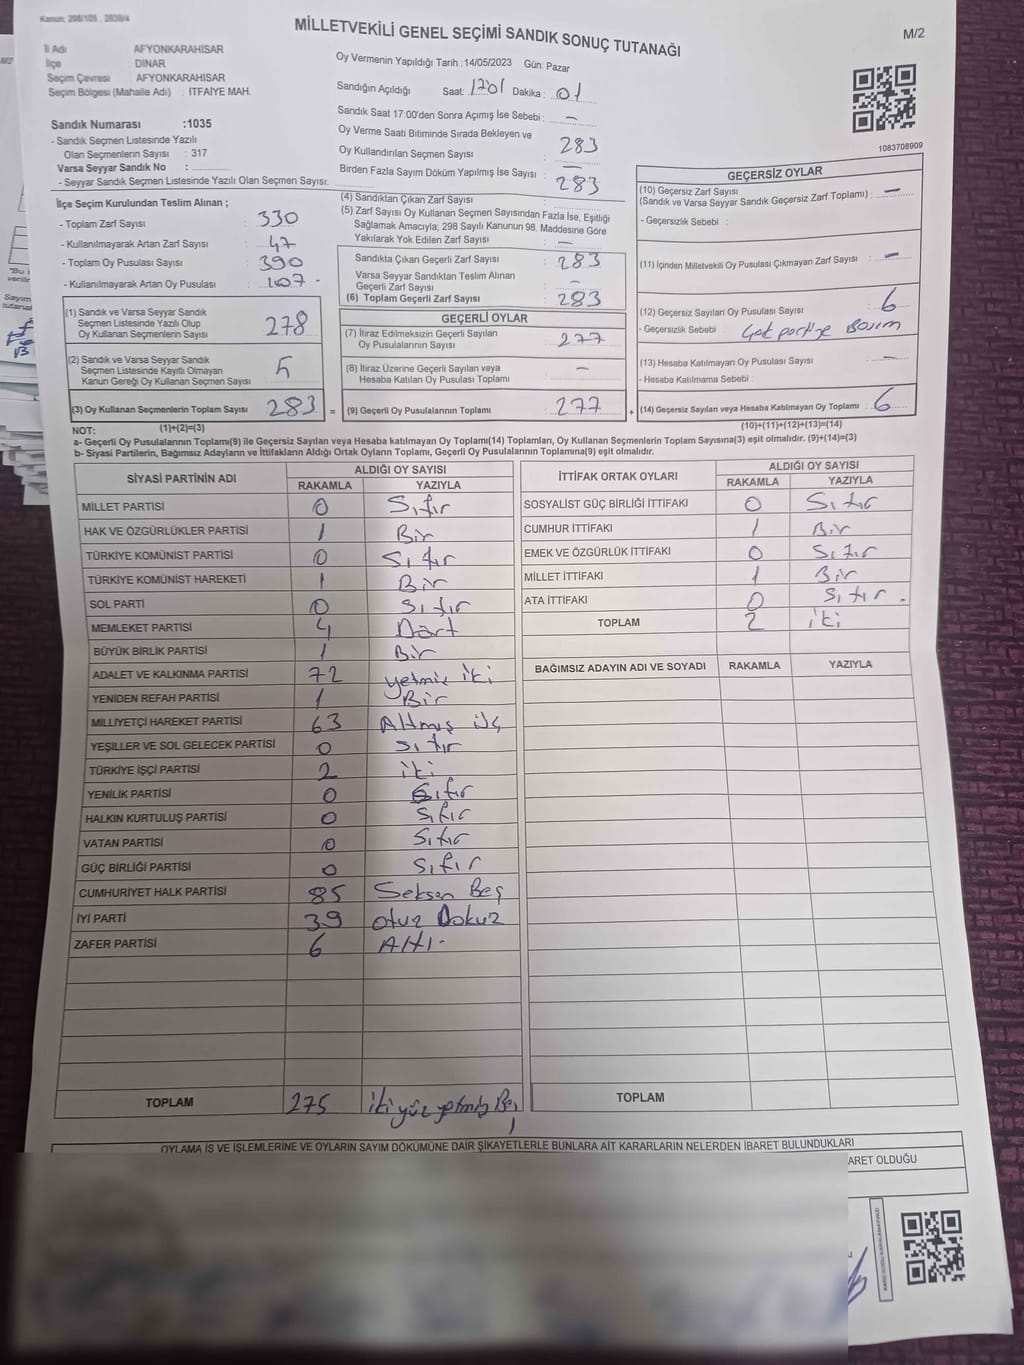 Kanun; 298/105 . 2839/4
MİLLETVEKİLİ GENEL SEÇİMİ SANDIK SONUÇ TUTANAĞI
M/2
İl Adı AFYONKARAHİSAR
İlçe DİNAR
Seçim Çevresi AFYONKARAHİSAR
Seçim Bölgesi (Mahalle Adı) : İTFAİYE MAH.
Oy Vermenin Yapıldığı Tarih :14/05/2023 Gün: Pazar
Sandığın Açıldığı Saat: Dakika: 01
Sandık Saat 17:00'den Sonra Açımış İse Sebebi: —
Oy Verme Saati Bitiminde Sırada Bekleyen ve
Oy Kullandırılan Seçmen Sayısı : 283
Birden Fazla Sayım Döküm Yapılmış İse Sayısı : —
1083708909
Sandık Numarası :1035
- Sandık Seçmen Listesinde Yazılı
Olan Seçmenlerin Sayısı : 317
Varsa Seyyar Sandık No :
- Seyyar Sandık Seçmen Listesinde Yazılı Olan Seçmen Sayısı:
İlçe Seçim Kurulundan Teslim Alınan ;
- Toplam Zarf Sayısı : 330
- Kullanılmayarak Artan Zarf Sayısı : 47
- Toplam Oy Pusulası Sayısı : 390
- Kullanılmayarak Artan Oy Pusulası : 107 -
(1) Sandık ve Varsa Seyyar Sandık
Seçmen Listesinde Yazılı Olup
Oy Kullanan Seçmenlerin Sayısı 278
(2) Sandık ve Varsa Seyyar Sandık
Seçmen Listesinde Kayıtlı Olmayan
Kanun Gereği Oy Kullanan Seçmen Sayısı 5
(3) Oy Kullanan Seçmenlerin Toplam Sayısı 283 =
(4) Sandıktan Çıkan Zarf Sayısı : 283
(5) Zarf Sayısı Oy Kullanan Seçmen Sayısından Fazla İse, Eşitliği
Sağlamak Amacıyla; 298 Sayılı Kanunun 98. Maddesine Göre
Yakılarak Yok Edilen Zarf Sayısı : —
Sandıkta Çıkan Geçerli Zarf Sayısı : 283
Varsa Seyyar Sandıktan Teslim Alınan
Geçerli Zarf Sayısı : —
(6) Toplam Geçerli Zarf Sayısı : 283
GEÇERLİ OYLAR
(7) İtiraz Edilmeksizin Geçerli Sayılan
Oy Pusulalarının Sayısı : 277
(8) İtiraz Üzerine Geçerli Sayılan veya
Hesaba Katılan Oy Pusulası Toplamı : —
(9) Geçerli Oy Pusulalarının Toplamı : 277 +
GEÇERSİZ OYLAR
(10) Geçersiz Zarf Sayısı
(Sandık ve Varsa Seyyar Sandık Geçersiz Zarf Toplamı) : —
- Geçersizlik Sebebi :
(11) İçinden Milletvekili Oy Pusulası Çıkmayan Zarf Sayısı : —
(12) Geçersiz Sayılan Oy Pusulası Sayısı : 6
- Geçersizlik Sebebi : Çok partiye Basım
(13) Hesaba Katılmayan Oy Pusulası Sayısı : —
- Hesaba Katılmama Sebebi :
(14) Geçersiz Sayılan veya Hesaba Katılmayan Oy Toplamı : 6
NOT: (1)+(2)=(3) (10)+(11)+(12)+(13)=(14)
a- Geçerli Oy Pusulalarının Toplamı(9) ile Geçersiz Sayılan veya Hesaba katılmayan Oy Toplamı(14) Toplamları, Oy Kullanan Seçmenlerin Toplam Sayısına(3) eşit olmalıdır. (9)+(14)=(3)
b- Siyasi Partilerin, Bağımsız Adayların ve İttifakların Aldığı Ortak Oyların Toplamı, Geçerli Oy Pusulalarının Toplamına(9) eşit olmalıdır.
SİYASİ PARTİNİN ADI ALDIĞI OY SAYISI
RAKAMLA YAZIYLA
MİLLET PARTİSİ 0 Sıfır
HAK VE ÖZGÜRLÜKLER PARTİSİ 1 Bir
TÜRKİYE KOMÜNİST PARTİSİ 0 Sıfır
TÜRKİYE KOMÜNİST HAREKETİ 1 Bir
SOL PARTİ 0 Sıfır
MEMLEKET PARTİSİ 4 Dört
BÜYÜK BİRLİK PARTİSİ 1 Bir
ADALET VE KALKINMA PARTİSİ 72 yetmiş iki
YENİDEN REFAH PARTİSİ 1 Bir
MİLLİYETÇİ HAREKET PARTİSİ 63 Altmış üç
YEŞİLLER VE SOL GELECEK PARTİSİ 0 Sıfır
TÜRKİYE İŞÇİ PARTİSİ 2 iki
YENİLİK PARTİSİ 0 Sıfır
HALKIN KURTULUŞ PARTİSİ 0 Sıfır
VATAN PARTİSİ 0 Sıfır
GÜÇ BİRLİĞİ PARTİSİ 0 Sıfır
CUMHURİYET HALK PARTİSİ 85 Seksen Beş
İYİ PARTİ 39 Otuz Dokuz
ZAFER PARTİSİ 6 Altı.
TOPLAM 275 iki yüz yetmiş Beş
İTTİFAK ORTAK OYLARI ALDIĞI OY SAYISI
RAKAMLA YAZIYLA
SOSYALİST GÜÇ BİRLİĞİ İTTİFAKI 0 Sıfır
CUMHUR İTTİFAKI 1 Bir
EMEK VE ÖZGÜRLÜK İTTİFAKI 0 Sıfır
MİLLET İTTİFAKI 1 Bir
ATA İTTİFAKI 0 Sıfır.
TOPLAM 2 iki
BAĞIMSIZ ADAYIN ADI VE SOYADI RAKAMLA YAZIYLA
TOPLAM
OYLAMA İŞ VE İŞLEMLERİNE VE OYLARIN SAYIM DÖKÜMÜNE DAİR ŞİKAYETLERLE BUNLARA AİT KARARLARIN NELERDEN İBARET BULUNDUKLARI
ARET OLDUĞU